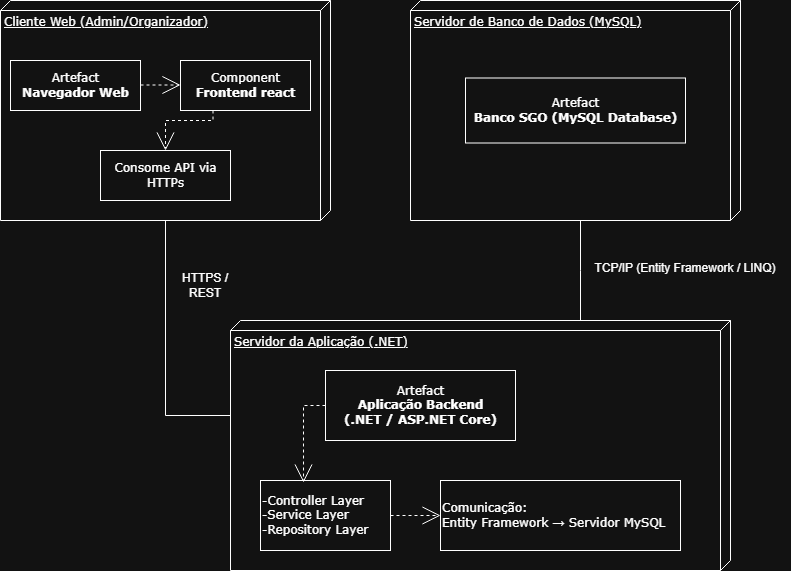 Cliente Web (Admin/Organizador)
Artefact
Navegador Web
Component
Frontend react
Consome API via
HTTPs
Servidor de Banco de Dados (MySQL)
Artefact
Banco SGO (MySQL Database)
HTTPS /
REST
TCP/IP (Entity Framework / LINQ)
Servidor da Aplicação (.NET)
Artefact
Aplicação Backend
(.NET / ASP.NET Core)
-Controller Layer
-Service Layer
-Repository Layer
Comunicação:
Entity Framework → Servidor MySQL